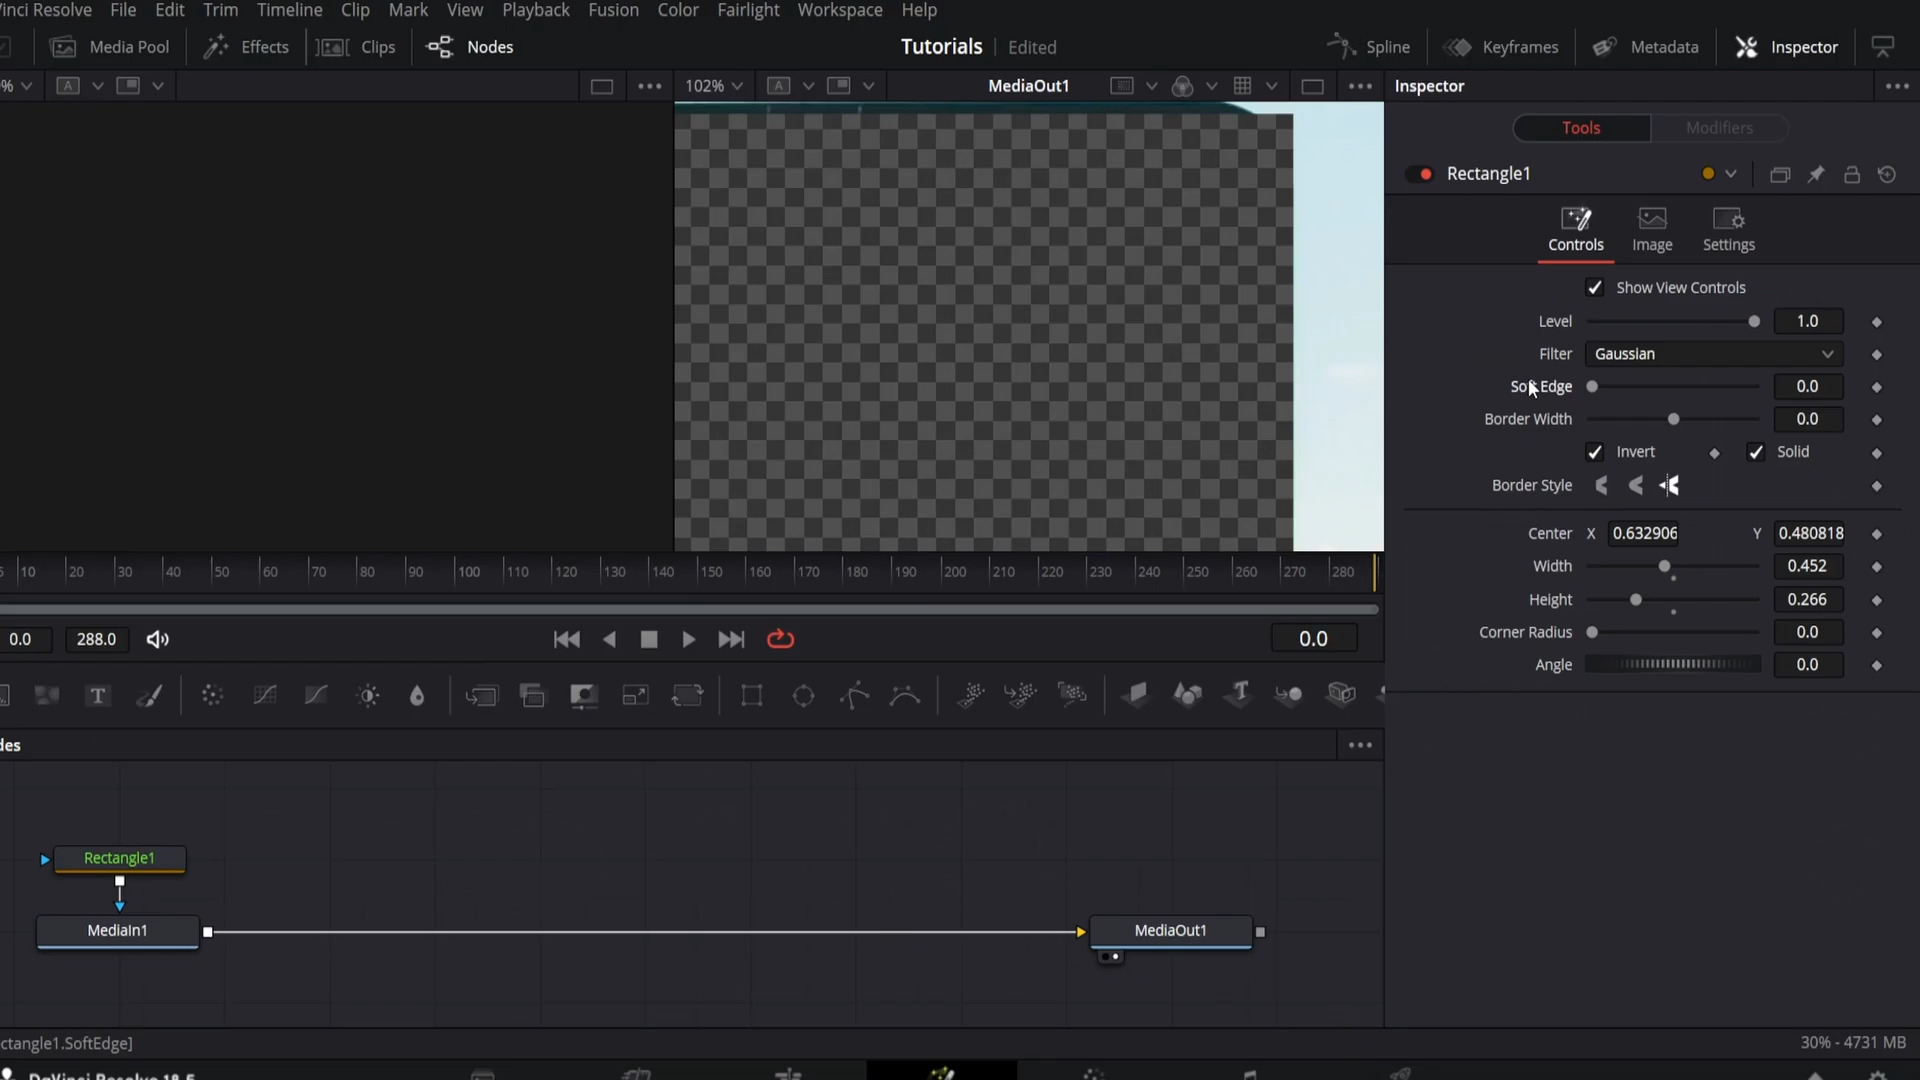 inci Resolve File Edit Trim Timeline Clip Mark View Playback Fusion Color Fairlight Workspace Help
Media Pool Effects Clips Nodes Tutorials Edited Spline Keyframes Metadata Inspector
% A 102% A MediaOut1 Inspector
Tools Modifiers
Rectangle1
Controls Image Settings
Show View Controls
Level 1.0
Filter Gaussian
Soft Edge 0.0
Border Width 0.0
Invert Solid
Border Style
Center X 0.632906 Y 0.480818
Width 0.452
Height 0.266
Corner Radius 0.0
Angle 0.0
10 20 30 40 50 60 70 80 90 100 110 120 130 140 150 160 170 180 190 200 210 220 230 240 250 260 270 280
0.0 288.0 0.0
T T
des
Rectangle1
MediaIn1 MediaOut1
ctangle1.SoftEdge]
30% - 4731 MB
DaVinci Resolve 18.5